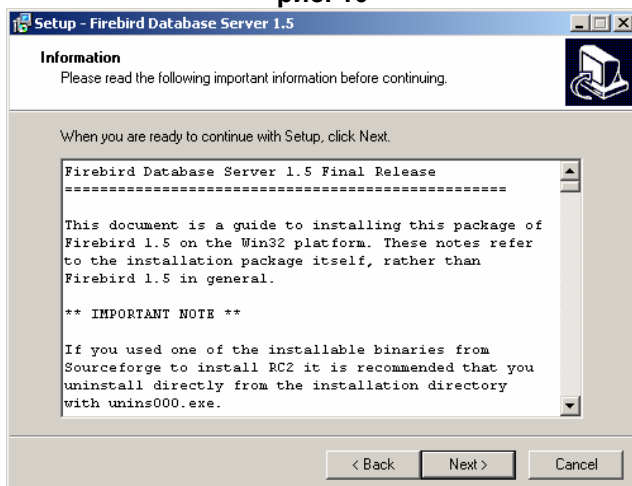 Setup - Firebird Database Server 1.5
Information
Please read the following important information before continuing.
When you are ready to continue with Setup, click Next.
Firebird Database Server 1.5 Final Release
==================================================
This document is a guide to installing this package of
Firebird 1.5 on the Win32 platform. These notes refer
to the installation package itself, rather than
Firebird 1.5 in general.
** IMPORTANT NOTE **
If you used one of the installable binaries from
Sourceforge to install RC2 it is recommended that you
uninstall directly from the installation directory
with unins000.exe.
< Back Next > Cancel